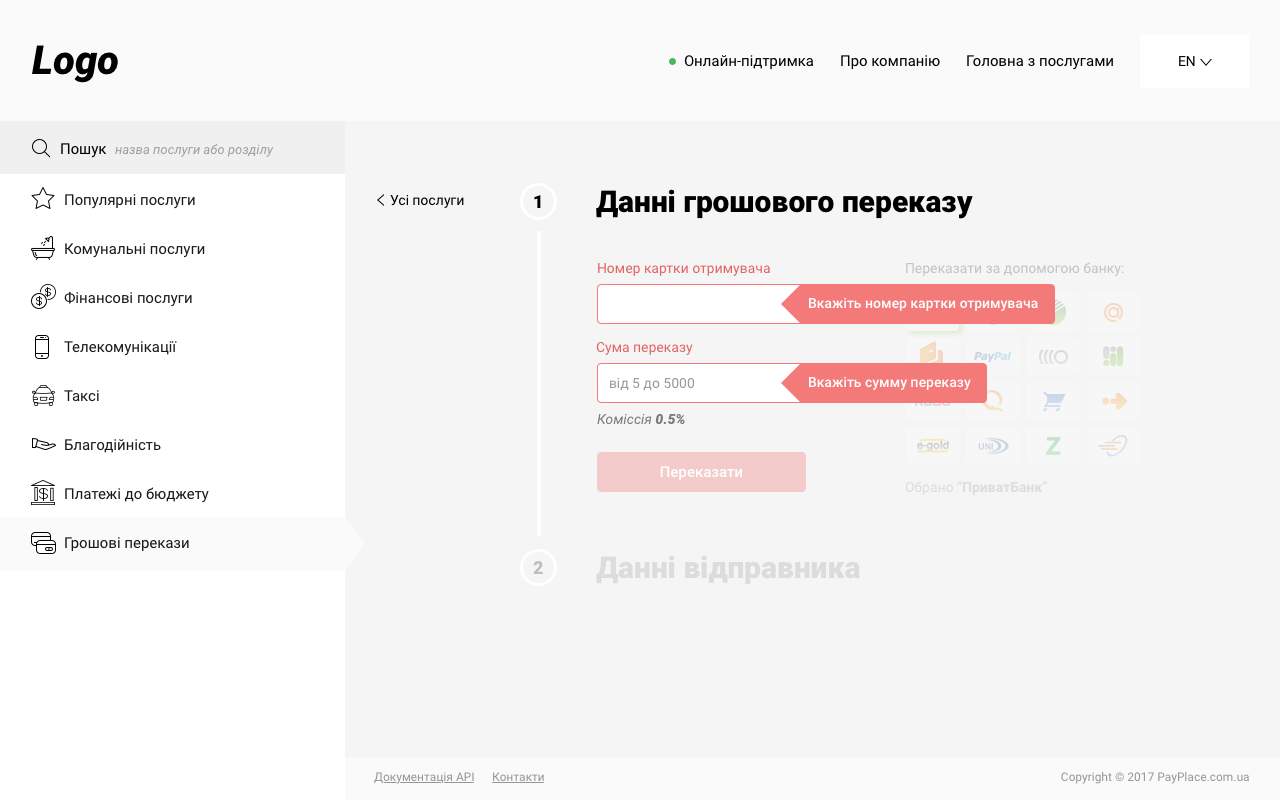 Logo
Онлайн-підтримка
Про компанію
Головна з послугами
EN
Пошук назва послуги або розділу
Популярні послуги
Комунальні послуги
Фінансові послуги
Телекомунікації
Таксі
Благодійність
Платежі до бюджету
Грошові перекази
Усі послуги
1
Данні грошового переказу
Номер картки отримувача
Вкажіть номер картки отримувача
Сума переказу
від 5 до 5000
Вкажіть сумму переказу
Коміссія 0.5%
Переказати
Переказати за допомогою банку:
PayPal
e-gold
UNI
Z
Обрано "ПриватБанк"
2
Данні відправника
Документація API
Контакти
Copyright © 2017 PayPlace.com.ua